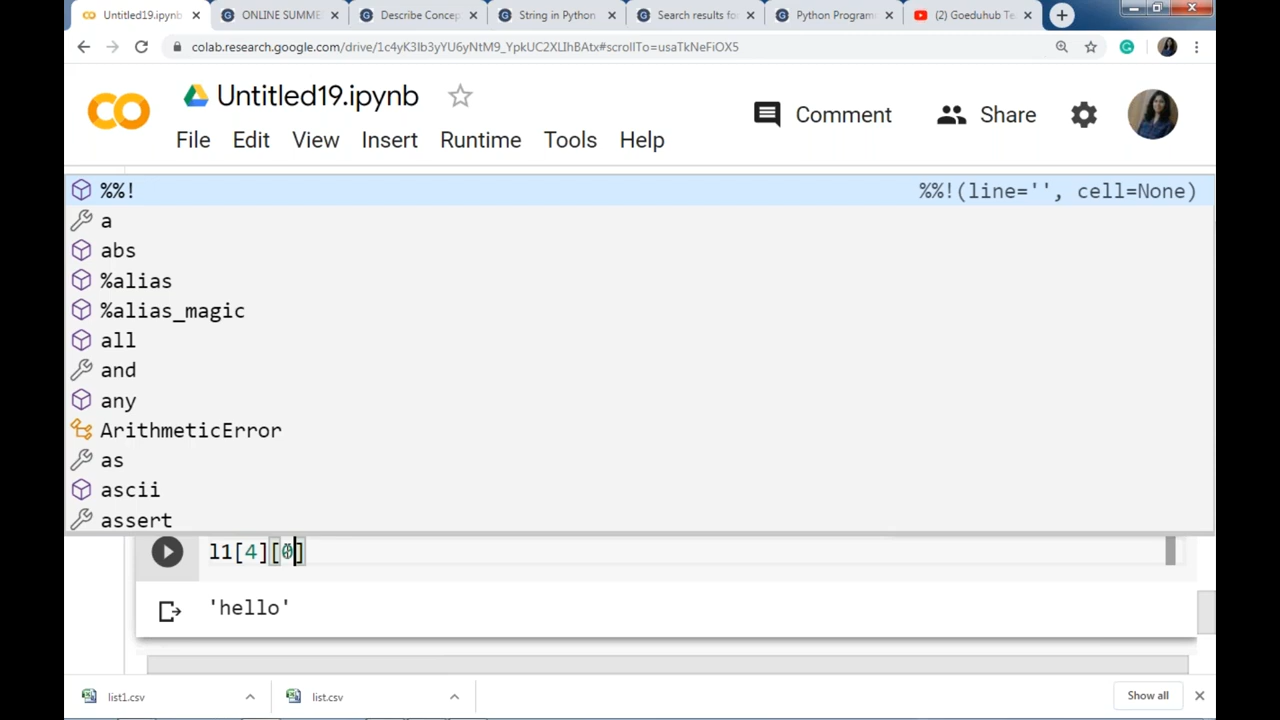 Untitled19.ipynb
ONLINE SUMME
Describe Concep
String in Python
Search results fo
Python Program
(2) Goeduhub Te
colab.research.google.com/drive/1c4yK3Ib3yYU6yNtM9_YpkUC2XLIhBAtx#scrollTo=usaTkNeFiOX5
CO
Untitled19.ipynb
Comment
Share
File Edit View Insert Runtime Tools Help
%%! %%!(line='', cell=None)
a
abs
%alias
%alias_magic
all
and
any
ArithmeticError
as
ascii
assert
l1[4][0]
'hello'
list1.csv
list.csv
Show all